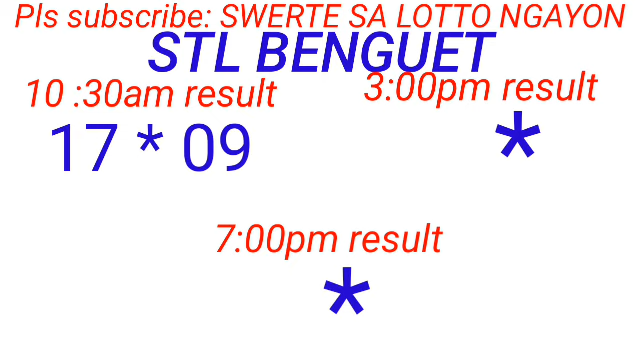 Pls subscribe: SWERTE SA LOTTO NGAYON
STL BENGUET
10 :30am result
3:00pm result
17 * 09
*
7:00pm result
*